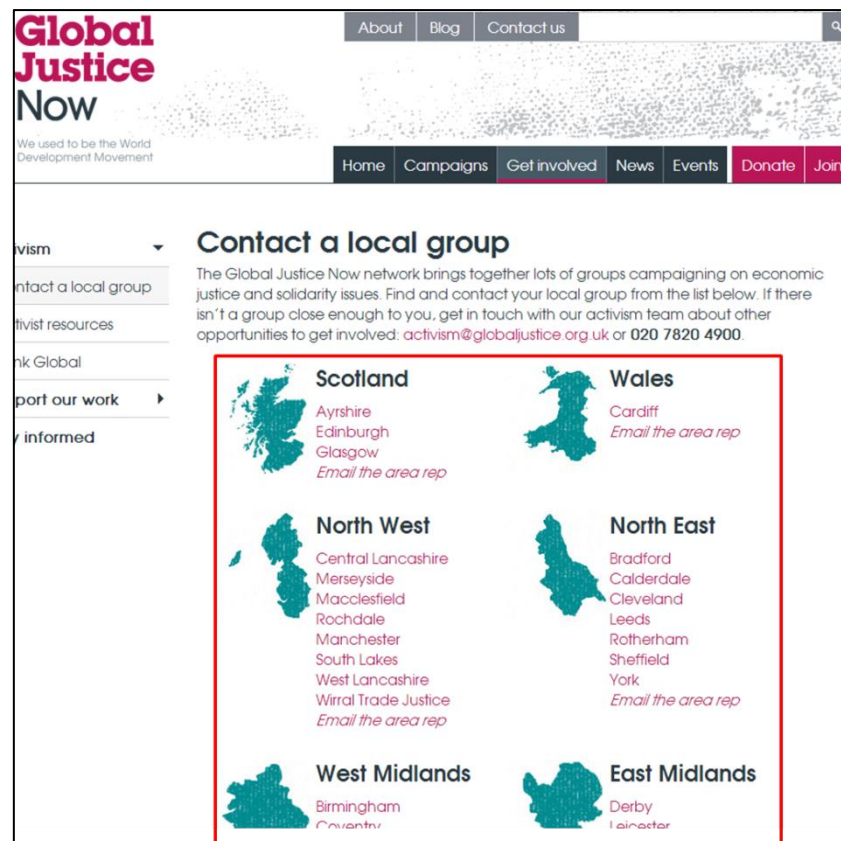 Global
Justice
Now
We used to be the World
Development Movement
About Blog Contact us
Home Campaigns Get involved News Events Donate Join
ivism
ntact a local group
tivist resources
nk Global
port our work
y informed
Contact a local group
The Global Justice Now network brings together lots of groups campaigning on economic
justice and solidarity issues. Find and contact your local group from the list below. If there
isn't a group close enough to you, get in touch with our activism team about other
opportunities to get involved: activism@globaljustice.org.uk or 020 7820 4900.
Scotland
Ayrshire
Edinburgh
Glasgow
Email the area rep
Wales
Cardiff
Email the area rep
North West
Central Lancashire
Merseyside
Macclesfield
Rochdale
Manchester
South Lakes
West Lancashire
Wirral Trade Justice
Email the area rep
North East
Bradford
Calderdale
Cleveland
Leeds
Rotherham
Sheffield
York
Email the area rep
West Midlands
Birmingham
Coventry
East Midlands
Derby
Leicester